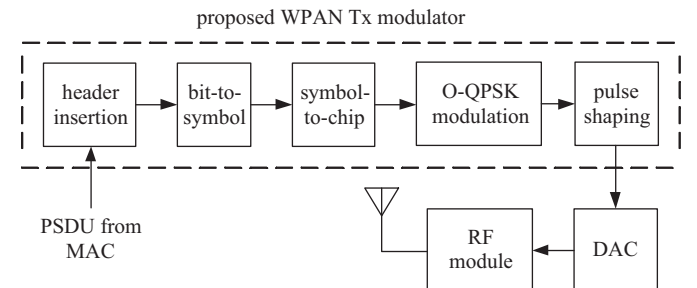 proposed WPAN Tx modulator
header
insertion
bit-to-
symbol
symbol-
to-chip
O-QPSK
modulation
pulse
shaping
PSDU from
MAC
RF
module
DAC